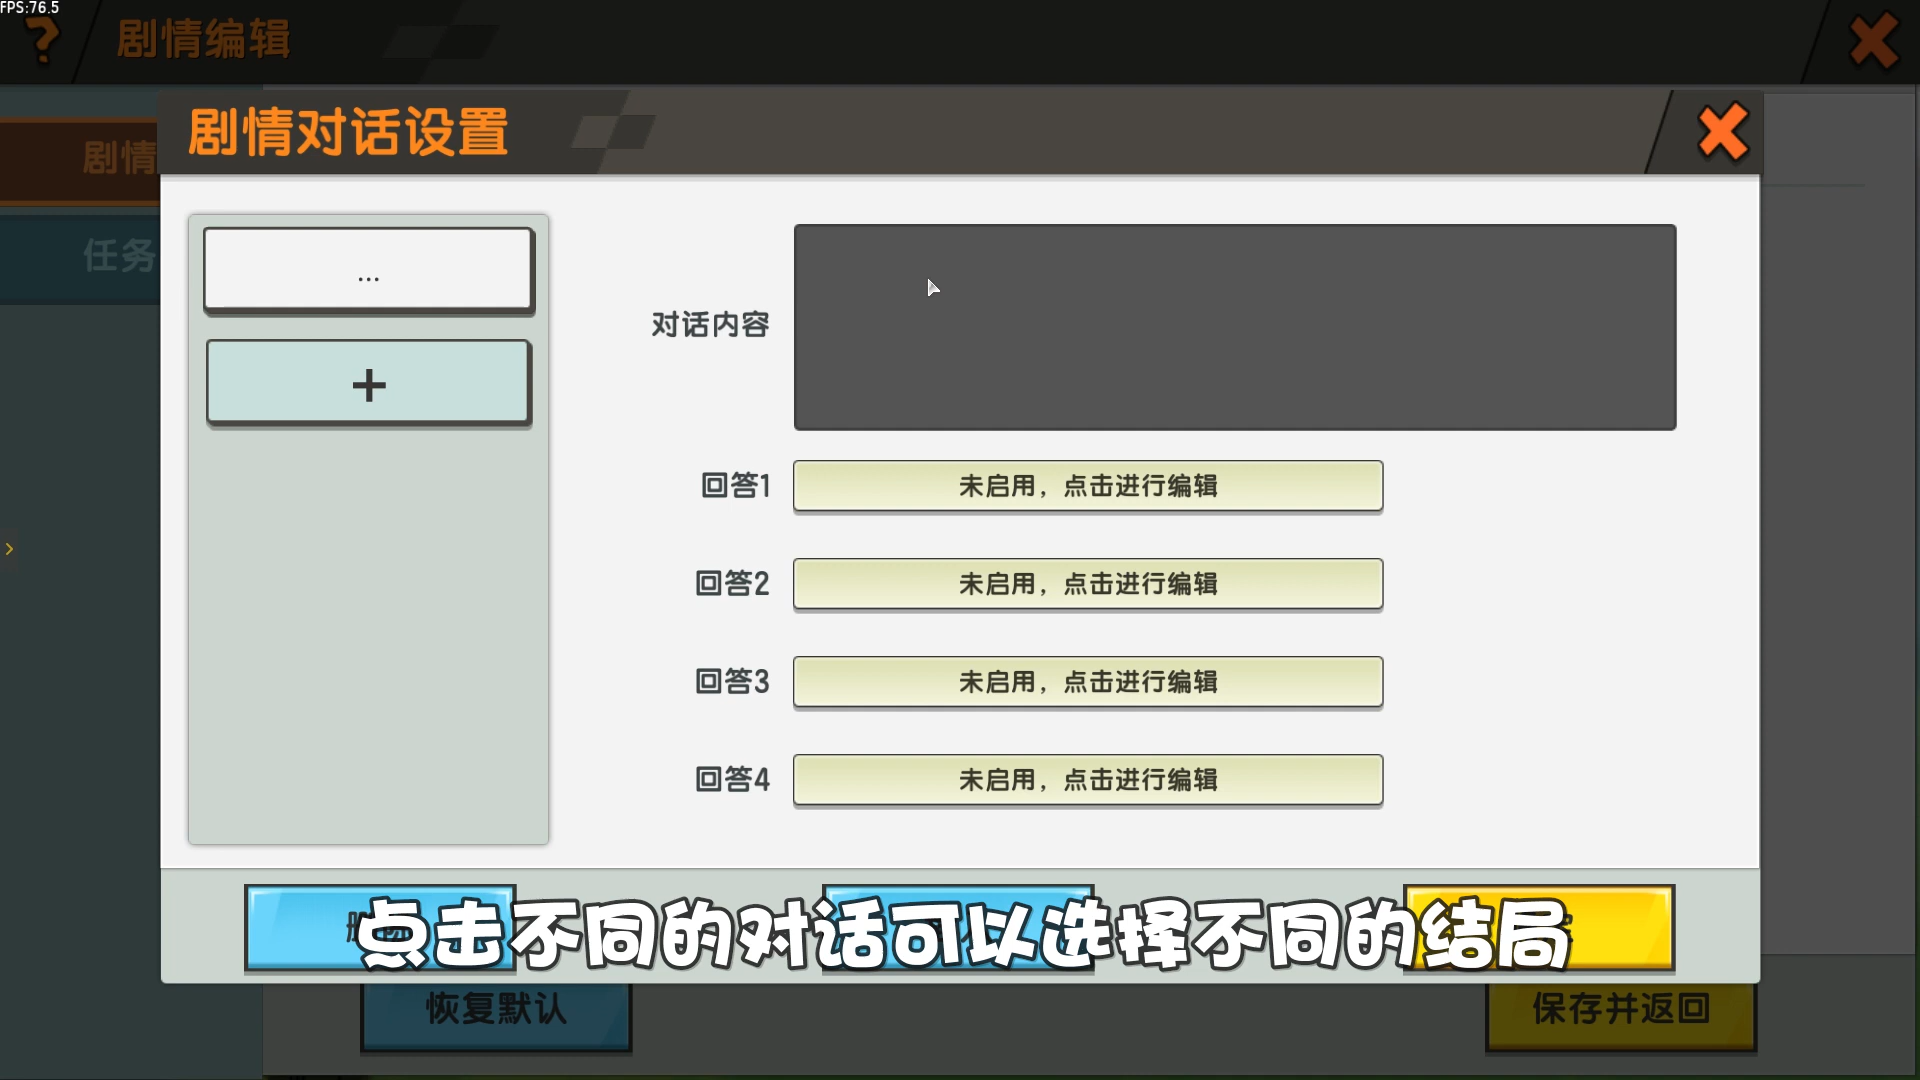 FPS:76.5
剧情编辑
剧情对话设置
剧情
任务
...
+
对话内容
回答1
未启用，点击进行编辑
回答2
未启用，点击进行编辑
回答3
未启用，点击进行编辑
回答4
未启用，点击进行编辑
点击不同的对话可以选择不同的结局
恢复默认
保存并返回